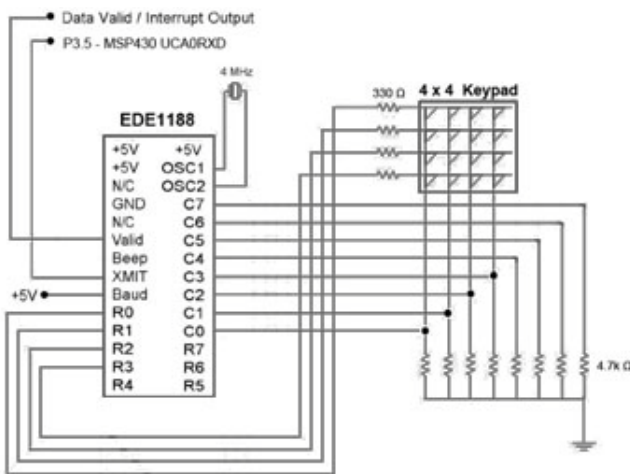 Data Valid / Interrupt Output
P3.5 - MSP430 UCA0RXD
4 MHz
330 Ω
4 x 4 Keypad
EDE1188
+5V +5V
+5V OSC1
N/C OSC2
GND C7
N/C C6
Valid C5
Beep C4
XMIT C3
+5V
Baud C2
R0 C1
R1 C0
R2 R7
R3 R6
R4 R5
4.7k Ω